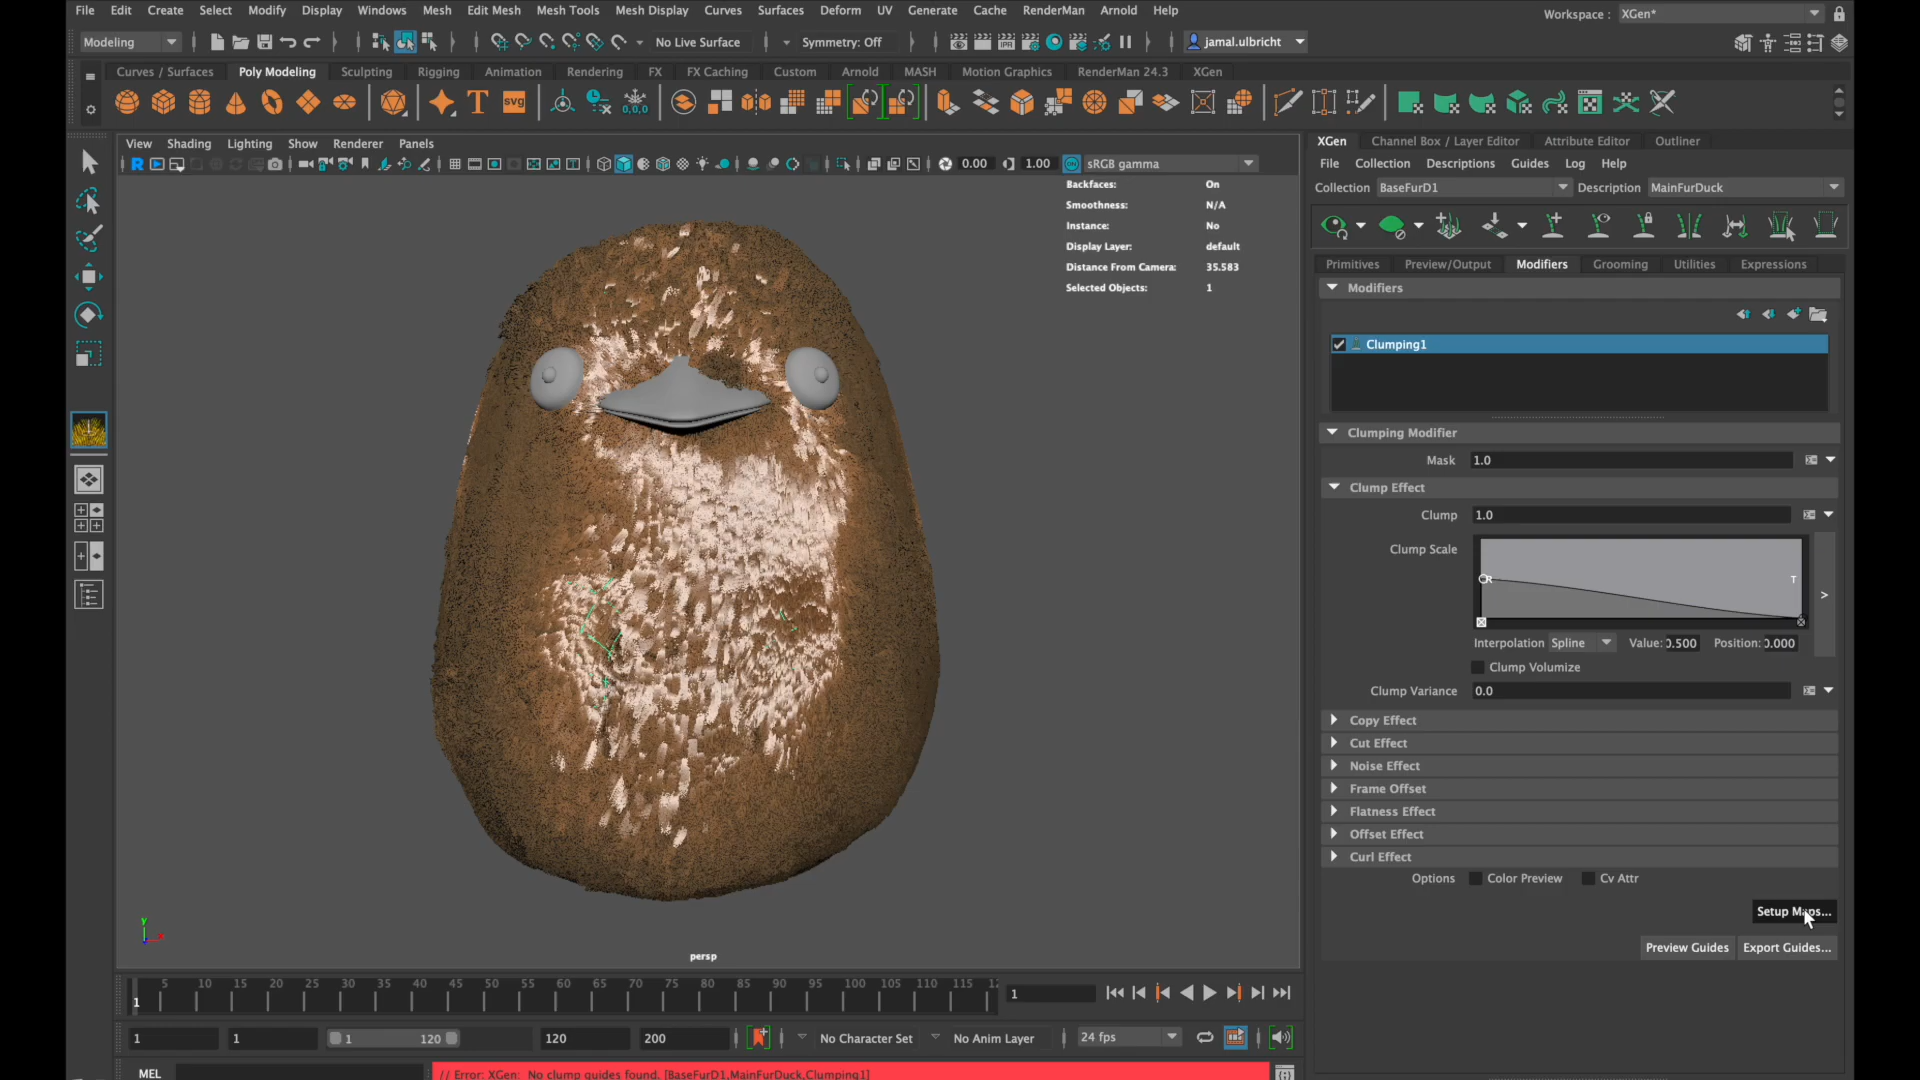 File Edit Create Select Modify Display Windows Mesh Edit Mesh Mesh Tools Mesh Display Curves Surfaces Deform UV Generate Cache RenderMan Arnold Help
Workspace : XGen*
Modeling No Live Surface Symmetry: Off jamal.ulbricht
Curves / Surfaces Poly Modeling Sculpting Rigging Animation Rendering FX FX Caching Custom Arnold MASH Motion Graphics RenderMan 24.3 XGen
View Shading Lighting Show Renderer Panels
0.00 1.00 sRGB gamma
Backfaces: On
Smoothness: N/A
Instance: No
Display Layer: default
Distance From Camera: 35.583
Selected Objects: 1
persp
XGen Channel Box / Layer Editor Attribute Editor Outliner
File Collection Descriptions Guides Log Help
Collection BaseFurD1 Description MainFurDuck
Primitives Preview/Output Modifiers Grooming Utilities Expressions
Modifiers
Clumping1
Clumping Modifier
Mask 1.0
Clump Effect
Clump 1.0
Clump Scale
R T
>
Interpolation Spline Value: 0.500 Position: 0.000
Clump Volumize
Clump Variance 0.0
Copy Effect
Cut Effect
Noise Effect
Frame Offset
Flatness Effect
Offset Effect
Curl Effect
Options Color Preview Cv Attr
Setup Maps...
Preview Guides Export Guides...
5 10 15 20 25 30 35 40 45 50 55 60 65 70 75 80 85 90 95 100 105 110 115 12
1 1
1 1 1 120 120 200 No Character Set No Anim Layer 24 fps
MEL // Error: XGen: No clump guides found. [BaseFurD1,MainFurDuck,Clumping1]